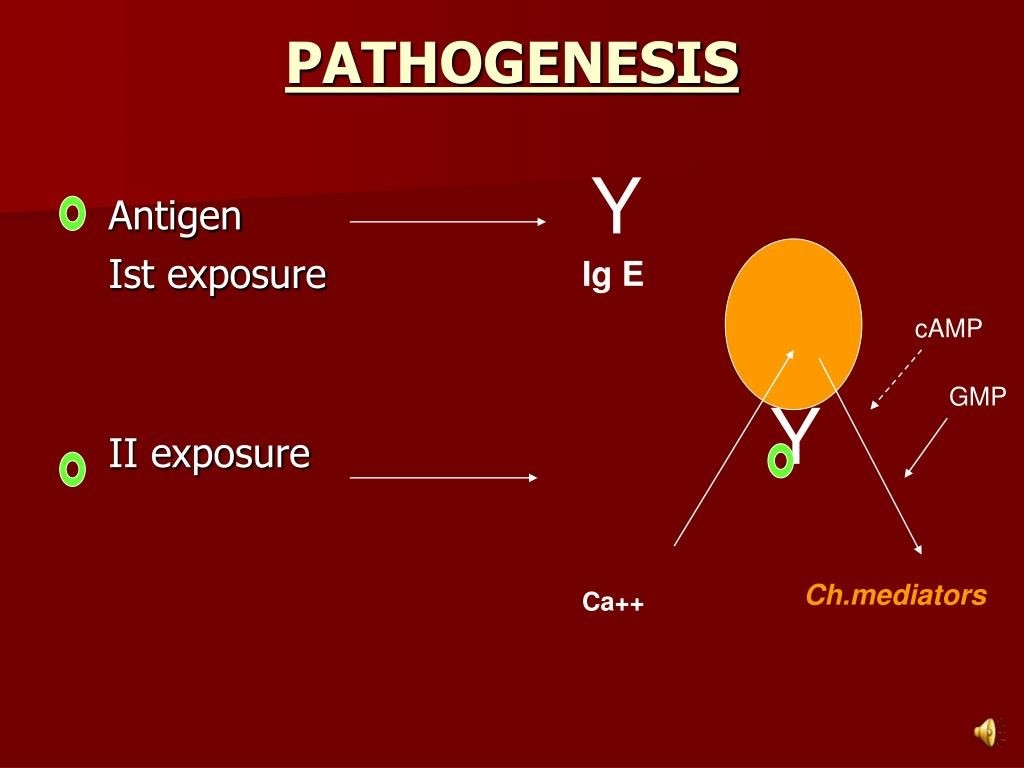 PATHOGENESIS
Antigen
Ist exposure
Y
Ig E
cAMP
GMP
Y
II exposure
Ca++
Ch.mediators